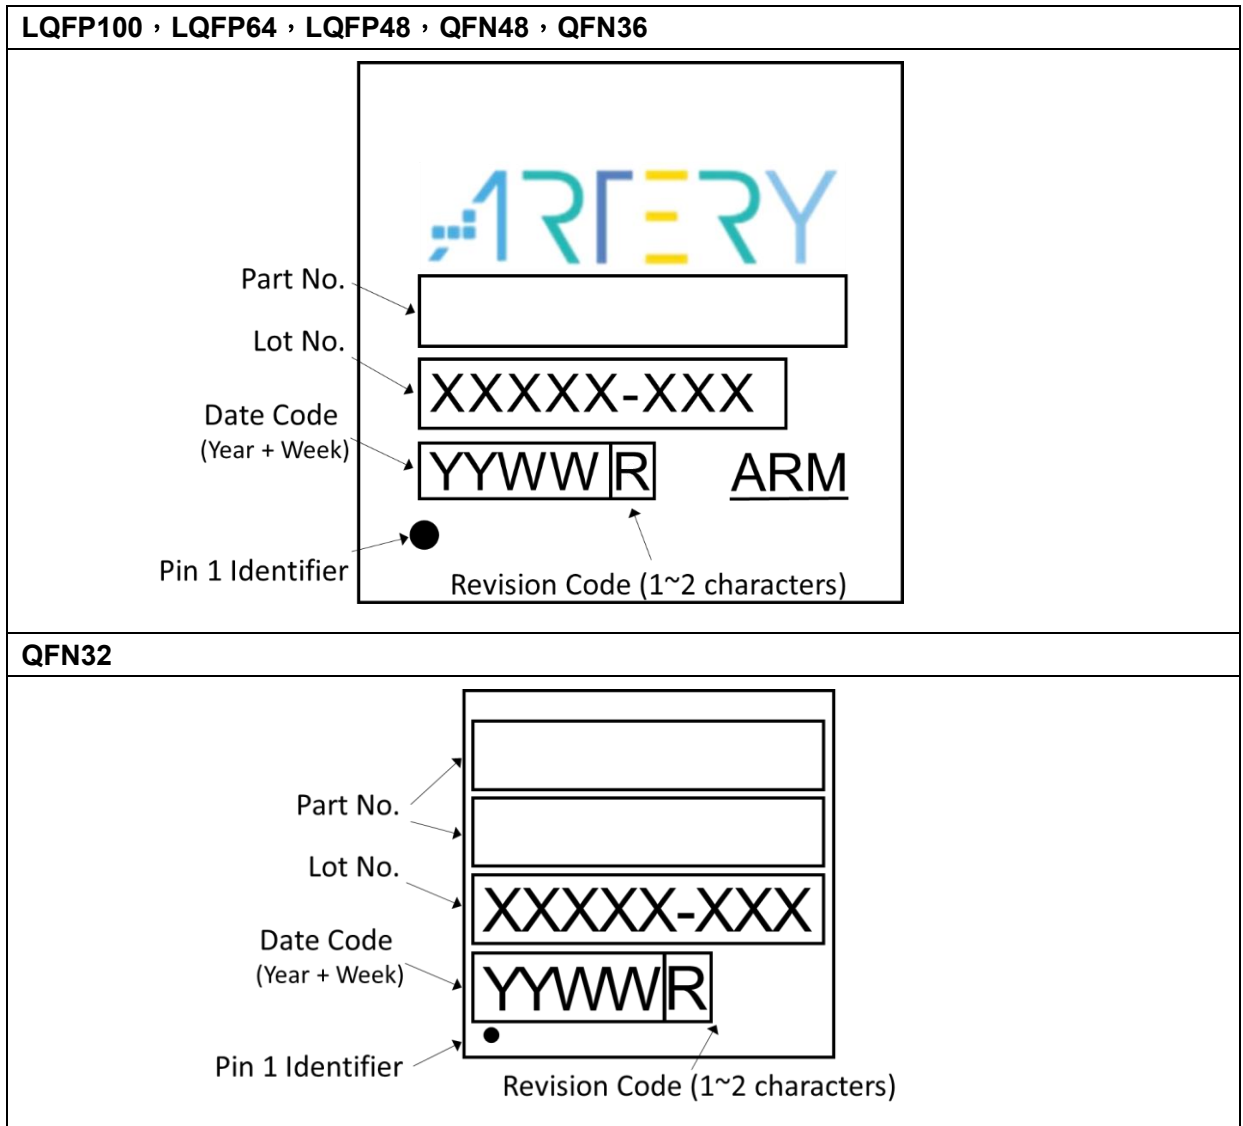 LQFP100，LQFP64，LQFP48，QFN48，QFN36
ARTERY
Part No.
Lot No.
XXXXX-XXX
Date Code
(Year + Week)
YYWW R
ARM
Pin 1 Identifier
Revision Code (1~2 characters)
QFN32
Part No.
Lot No.
XXXXX-XXX
Date Code
(Year + Week)
YYWW R
Pin 1 Identifier
Revision Code (1~2 characters)